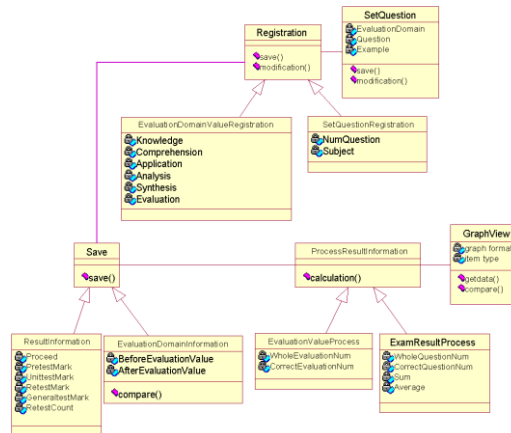 SetQuestion
EvaluationDomain
Question
Example
save()
modification()
Registration
save()
modification()
EvaluationDomainValueRegistration
Knowledge
Comprehension
Application
Analysis
Synthesis
Evaluation
SetQuestionRegistration
NumQuestion
Subject
Save
save()
ProcessResultInformation
calculation()
GraphView
graph format
item type
getdata()
compare()
ResultInformation
Proceed
PretestMark
UnittestMark
RetestMark
GeneraltestMark
RetestCount
EvaluationDomainInformation
BeforeEvaluationValue
AfterEvaluationValue
compare()
EvaluationValueProcess
WholeEvaluationNum
CorrectEvaluationNum
ExamResultProcess
WholeQuestionNum
CorrectQuestionNum
Sum
Average